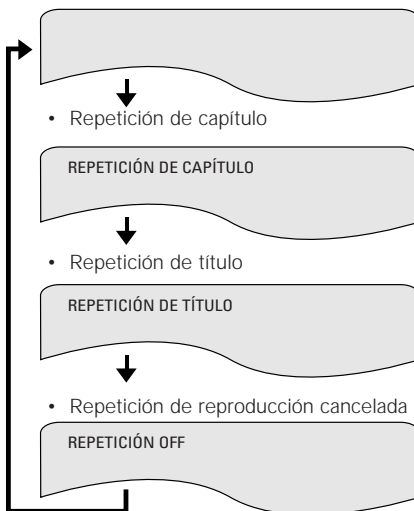 • Repetición de capítulo
REPETICIÓN DE CAPÍTULO
• Repetición de título
REPETICIÓN DE TÍTULO
• Repetición de reproducción cancelada
REPETICIÓN OFF